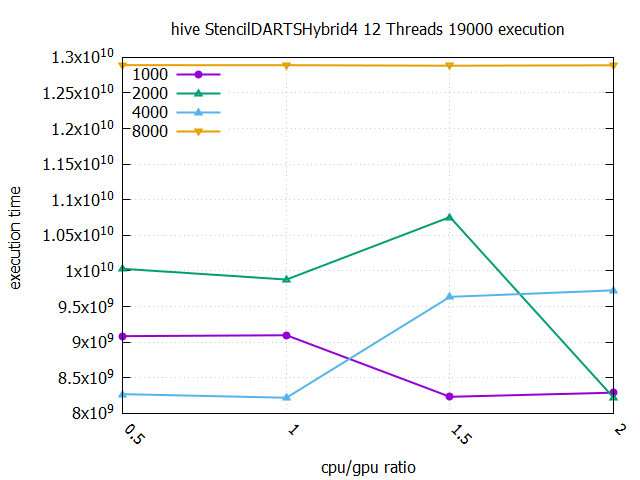 hive StencilDARTSHybrid4 12 Threads 19000 execution
1.3x10^10
1.25x10^10
1.2x10^10
1.15x10^10
1.1x10^10
1.05x10^10
1x10^10
9.5x10^9
9x10^9
8.5x10^9
8x10^9
execution time
1000
2000
4000
8000
0.5
1
1.5
2
cpu/gpu ratio